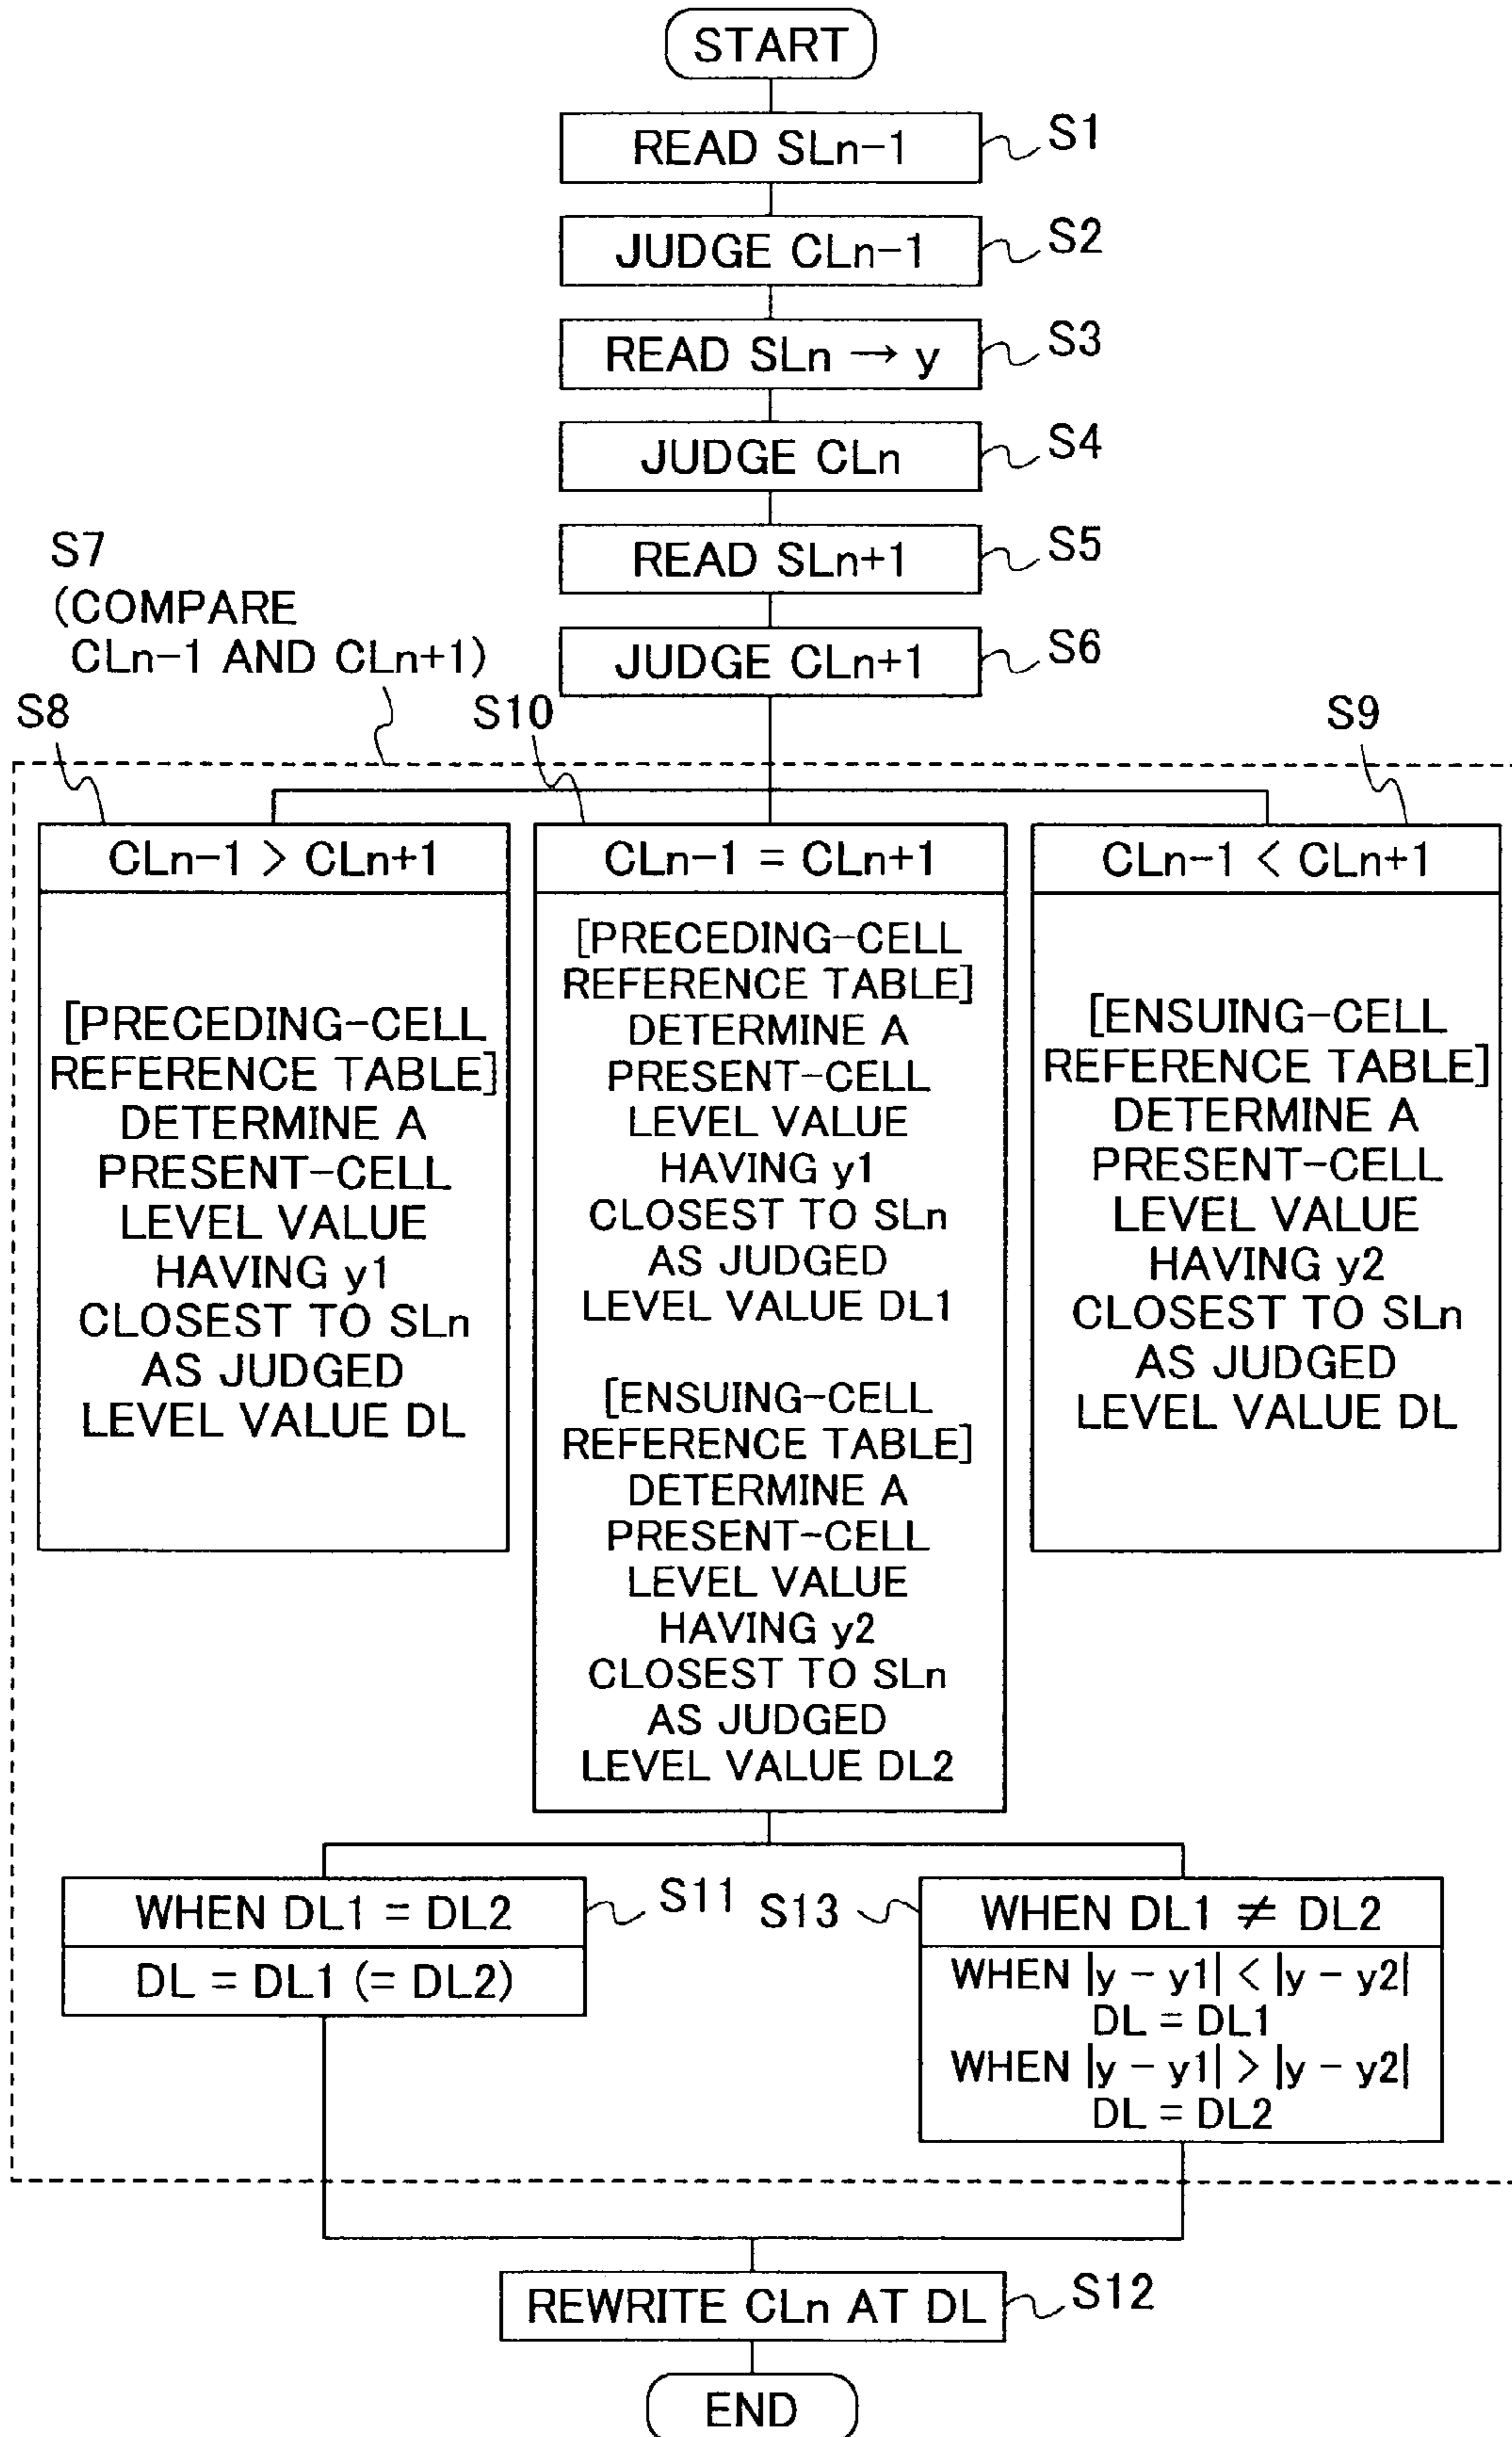 START
READ SLn-1
S1
JUDGE CLn-1
S2
READ SLn → y
S3
JUDGE CLn
S4
READ SLn+1
S5
JUDGE CLn+1
S6
S7
(COMPARE
CLn-1 AND CLn+1)
S8
S10
S9
CLn-1 > CLn+1
[PRECEDING-CELL
REFERENCE TABLE]
DETERMINE A
PRESENT-CELL
LEVEL VALUE
HAVING y1
CLOSEST TO SLn
AS JUDGED
LEVEL VALUE DL
CLn-1 = CLn+1
[PRECEDING-CELL
REFERENCE TABLE]
DETERMINE A
PRESENT-CELL
LEVEL VALUE
HAVING y1
CLOSEST TO SLn
AS JUDGED
LEVEL VALUE DL1
[ENSUING-CELL
REFERENCE TABLE]
DETERMINE A
PRESENT-CELL
LEVEL VALUE
HAVING y2
CLOSEST TO SLn
AS JUDGED
LEVEL VALUE DL2
CLn-1 < CLn+1
[ENSUING-CELL
REFERENCE TABLE]
DETERMINE A
PRESENT-CELL
LEVEL VALUE
HAVING y2
CLOSEST TO SLn
AS JUDGED
LEVEL VALUE DL
WHEN DL1 = DL2
DL = DL1 (= DL2)
S11
S13
WHEN DL1 ≠ DL2
WHEN |y - y1| < |y - y2|
DL = DL1
WHEN |y - y1| > |y - y2|
DL = DL2
REWRITE CLn AT DL
S12
END